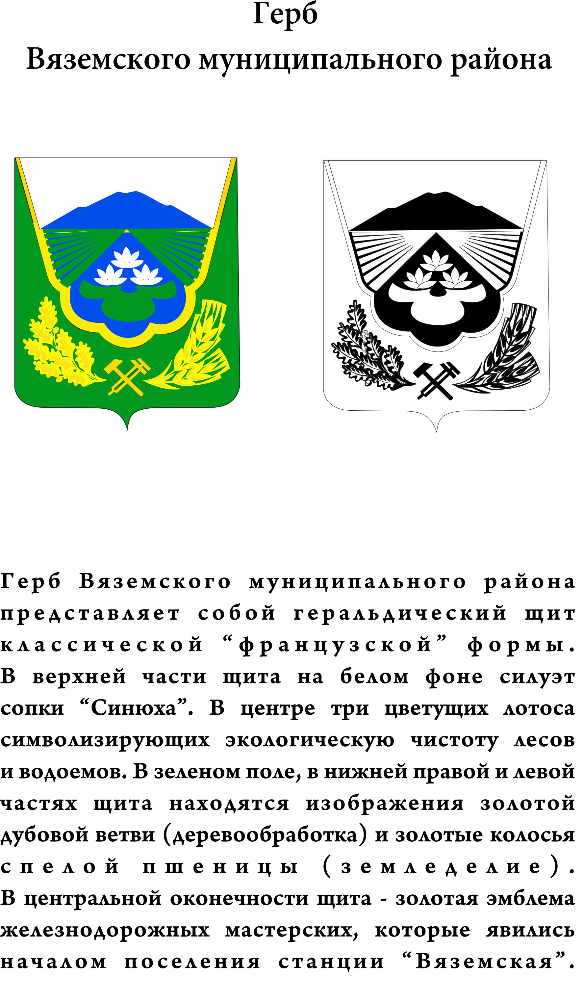 Герб
Вяземского муниципального района
Герб Вяземского муниципального района
представляет собой геральдический щит
классической “французской” формы.
В верхней части щита на белом фоне силуэт
сопки “Синюха”. В центре три цветущих лотоса
символизирующих экологическую чистоту лесов
и водоемов. В зеленом поле, в нижней правой и левой
частях щита находятся изображения золотой
дубовой ветви (деревообработка) и золотые колосья
спелой пшеницы (земледелие).
В центральной оконечности щита - золотая эмблема
железнодорожных мастерских, которые явились
началом поселения станции “Вяземская”.